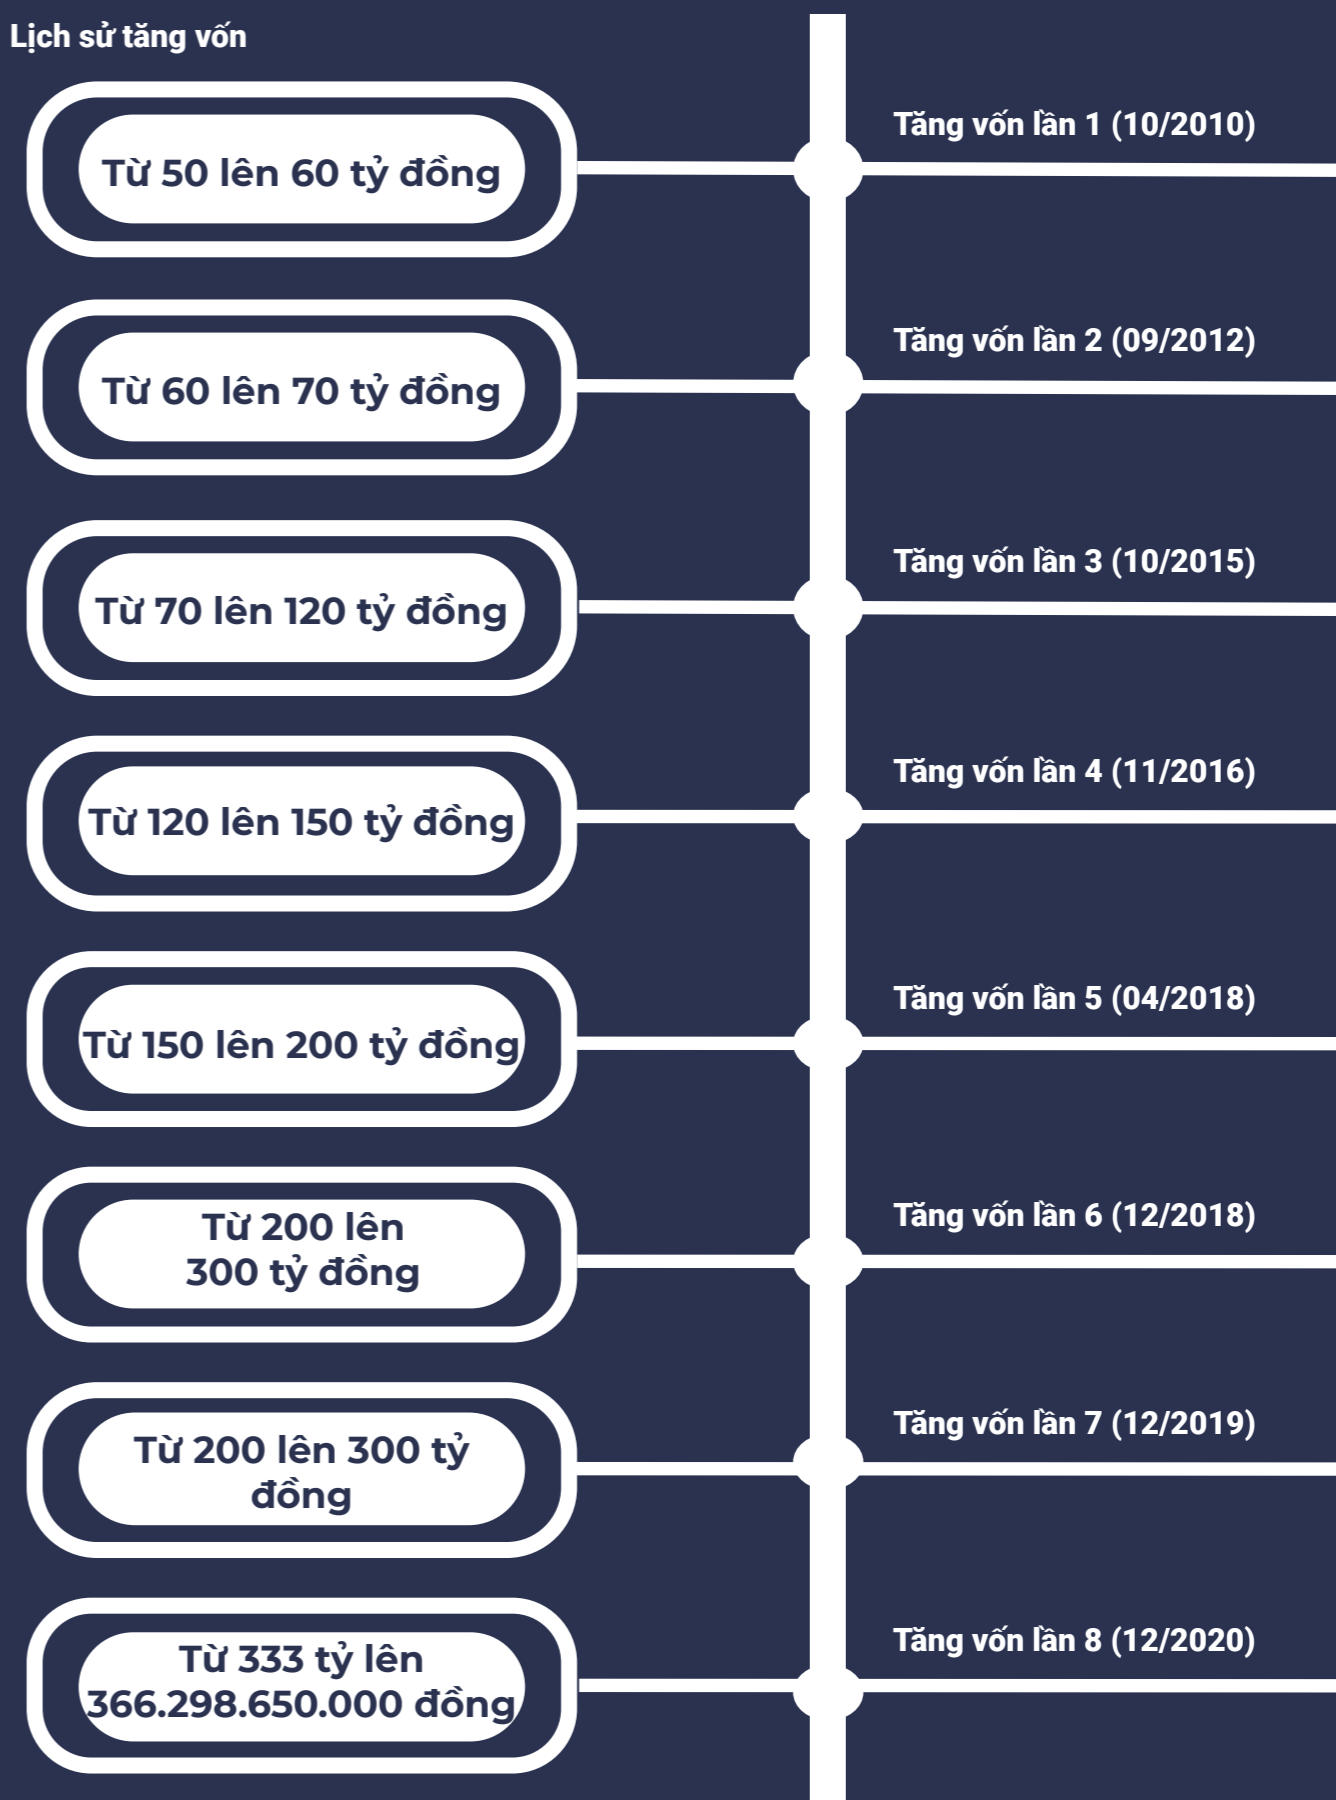 Lịch sử tăng vốn
Từ 50 lên 60 tỷ đồng
Tăng vốn lần 1 (10/2010)
Từ 60 lên 70 tỷ đồng
Tăng vốn lần 2 (09/2012)
Từ 70 lên 120 tỷ đồng
Tăng vốn lần 3 (10/2015)
Từ 120 lên 150 tỷ đồng
Tăng vốn lần 4 (11/2016)
Từ 150 lên 200 tỷ đồng
Tăng vốn lần 5 (04/2018)
Từ 200 lên
300 tỷ đồng
Tăng vốn lần 6 (12/2018)
Từ 200 lên 300 tỷ
đồng
Tăng vốn lần 7 (12/2019)
Từ 333 tỷ lên
366.298.650.000 đồng
Tăng vốn lần 8 (12/2020)